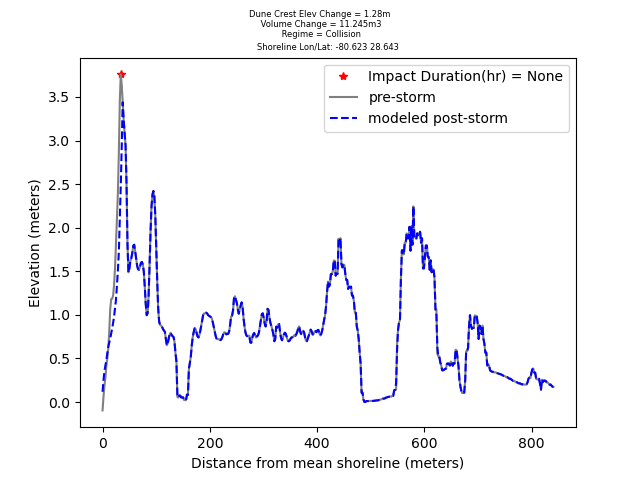 Dune Crest Elev Change = 1.28m
Volume Change = 11.245m3
Regime = Collision
Shoreline Lon/Lat: -80.623 28.643
Impact Duration(hr) = None
pre-storm
modeled post-storm
Elevation (meters)
3.5
3.0
2.5
2.0
1.5
1.0
0.5
0.0
0
200
400
600
800
Distance from mean shoreline (meters)